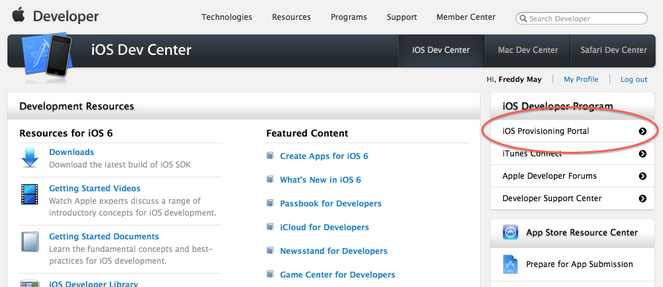 Developer
Technologies Resources Programs Support Member Center
Search Developer
iOS Dev Center
iOS Dev Center Mac Dev Center Safari Dev Center
Hi, Freddy May My Profile Log out
Development Resources
Resources for iOS 6
Downloads
Download the latest build of iOS SDK
Getting Started Videos
Watch Apple experts discuss a range of
introductory concepts for iOS development.
Getting Started Documents
Learn the fundamental concepts and best-
practices for iOS development.
iOS Developer Library
Featured Content
Create Apps for iOS 6
What's New in iOS 6
Passbook for Developers
iCloud for Developers
Newsstand for Developers
Game Center for Developers
iOS Developer Program
iOS Provisioning Portal
iTunes Connect
Apple Developer Forums
Developer Support Center
App Store Resource Center
Prepare for App Submission